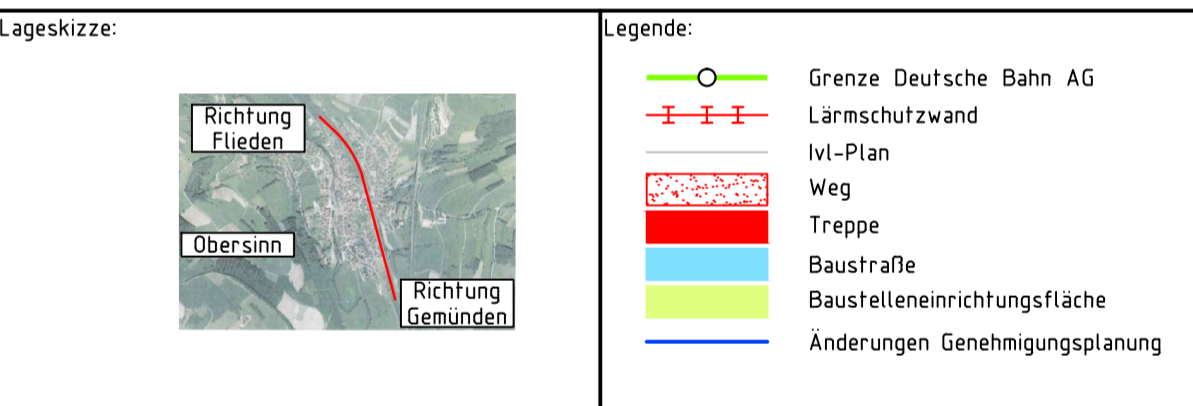 Lageskizze:
Richtung
Flieden
Obersinn
Richtung
Gemünden
Legende:
Grenze Deutsche Bahn AG
Lärmschutzwand
Ivl-Plan
Weg
Treppe
Baustraße
Baustelleneinrichtungsfläche
Änderungen Genehmigungsplanung